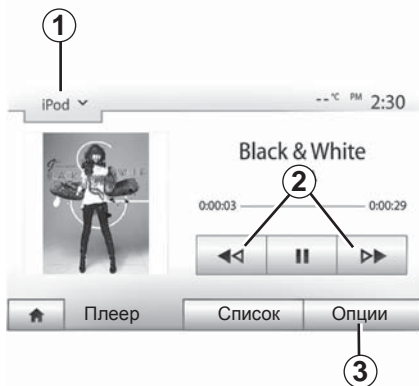 1
iPod
--°C PM 2:30
Black & White
2
0:00:03 0:00:29
Плеер Список Опции
3